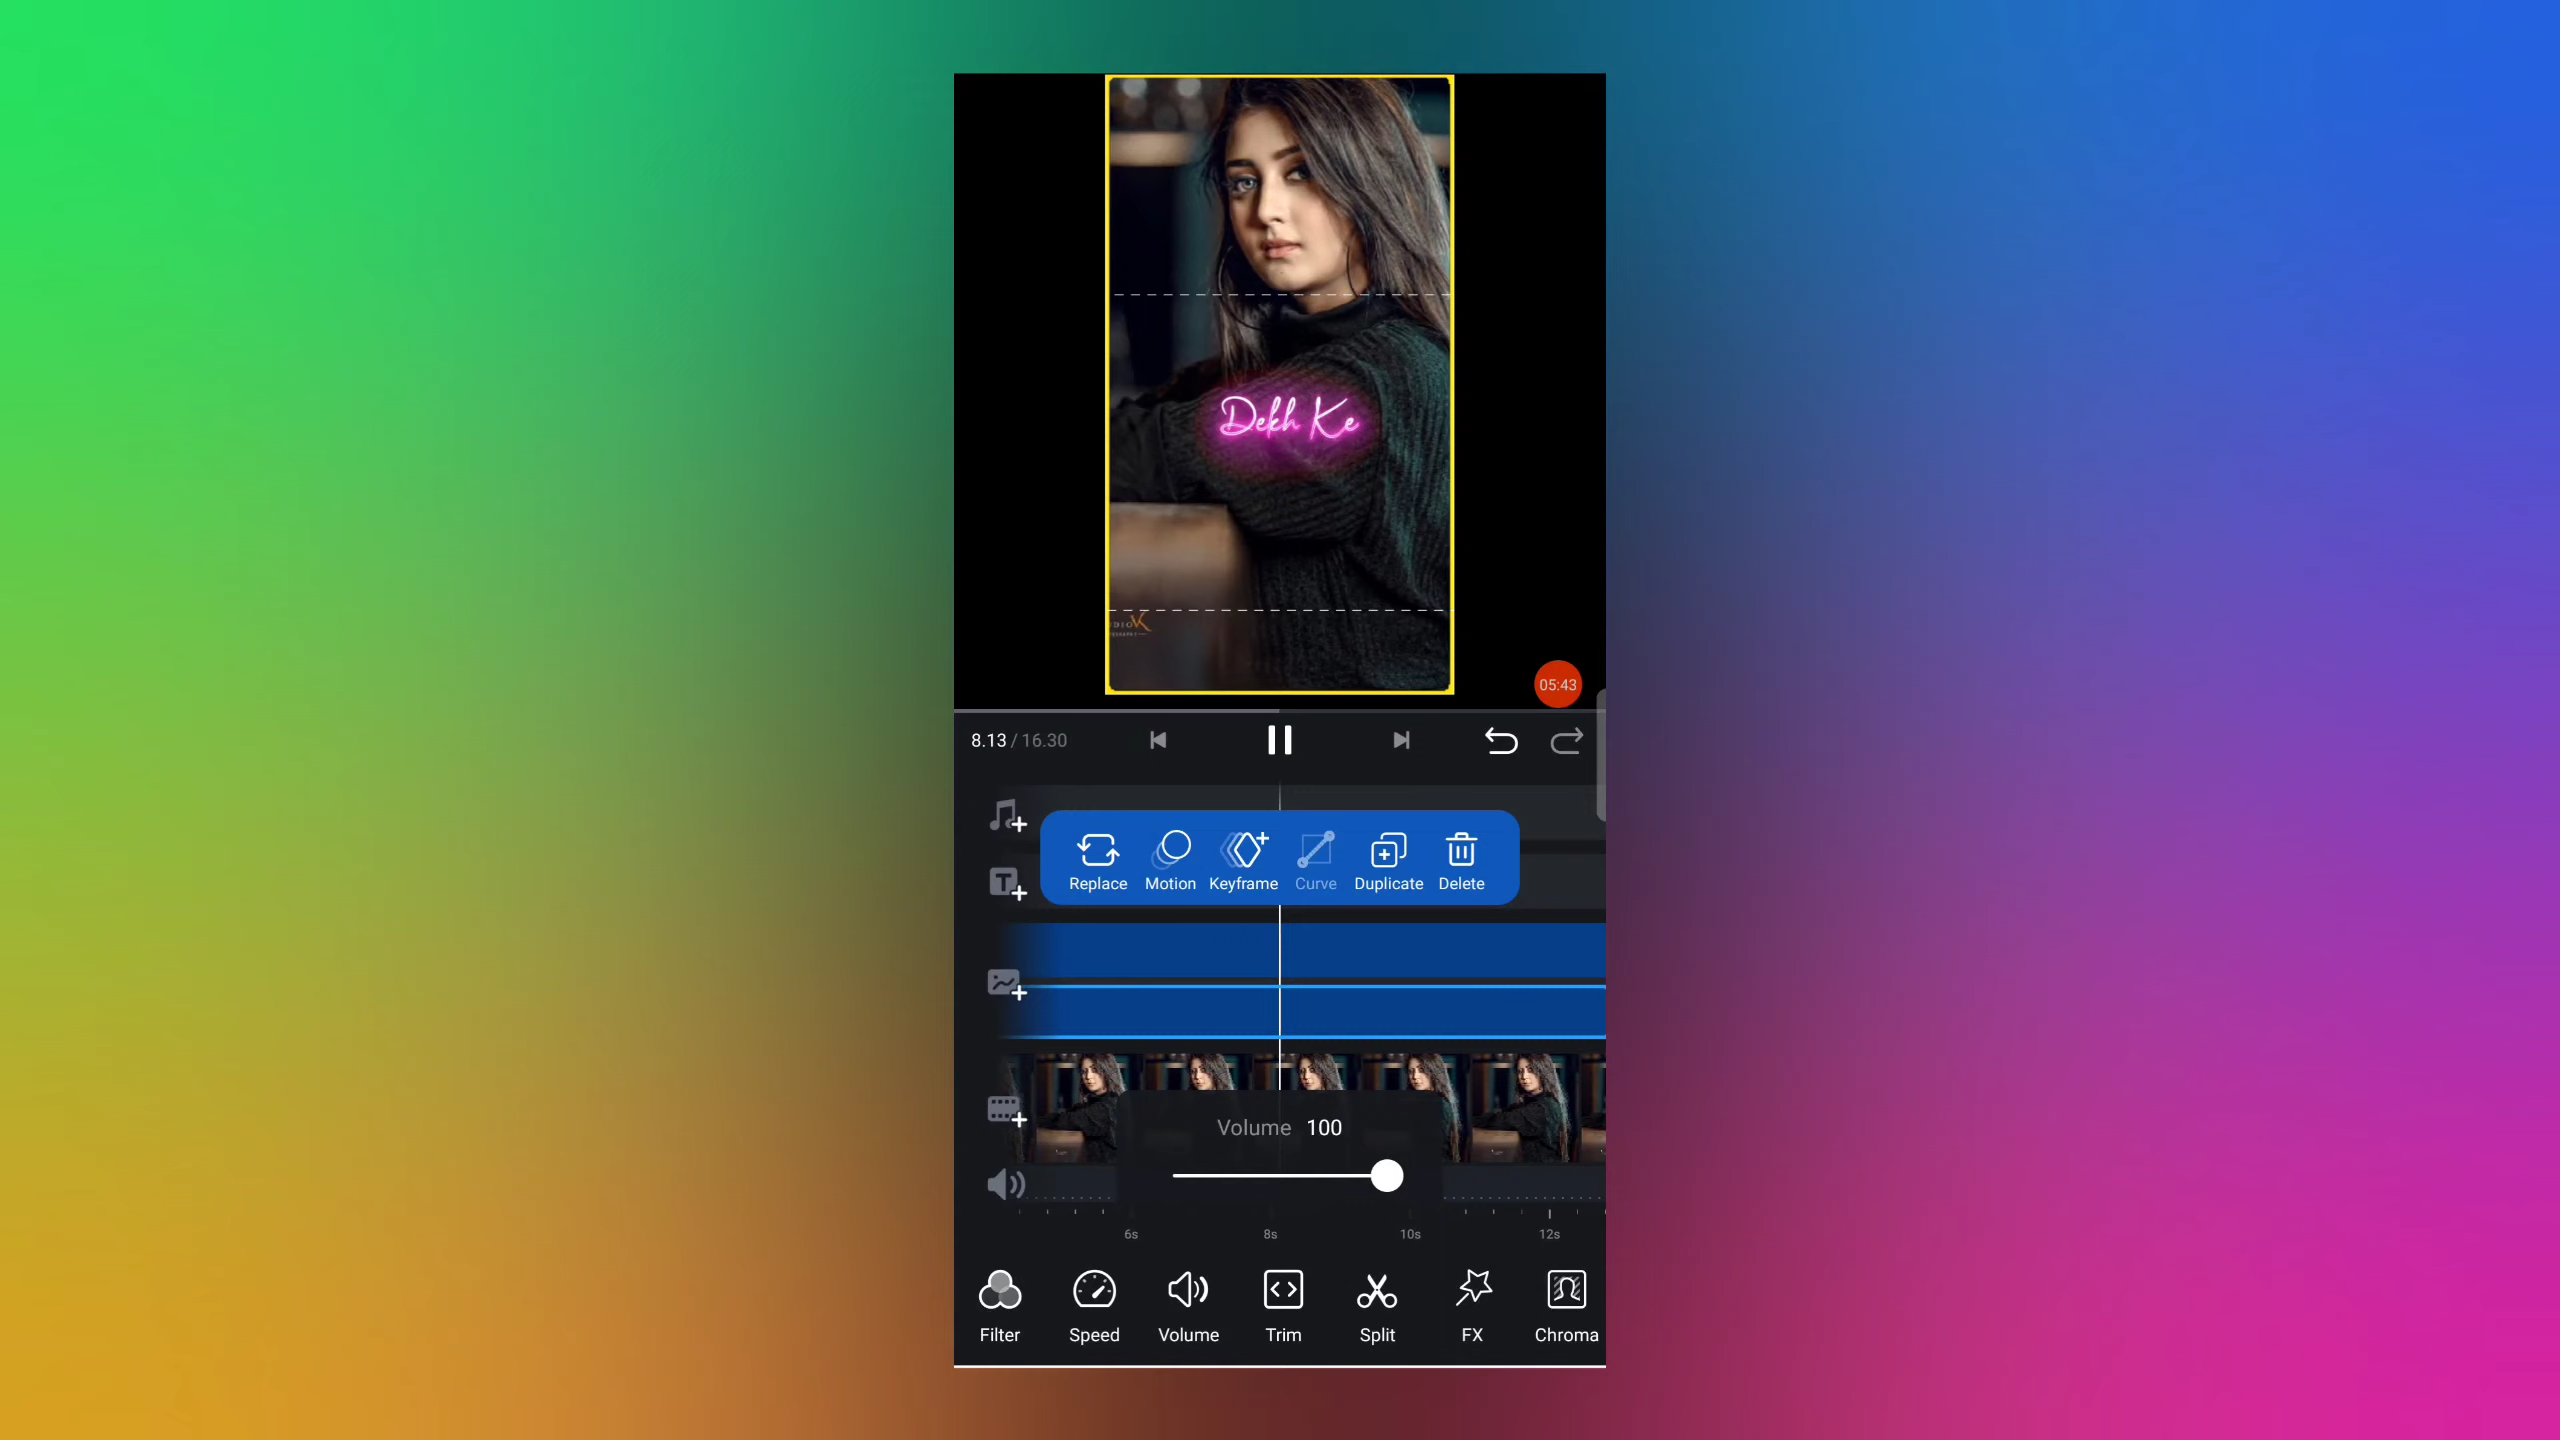 Dekh Ke
05:43
8.13 / 16.30
Replace Motion Keyframe Curve Duplicate Delete
Volume 100
6s 8s 10s 12s
Filter Speed Volume Trim Split FX Chroma